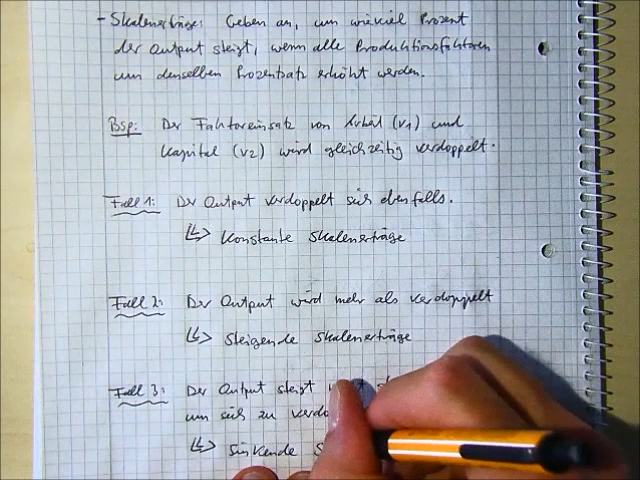 - Skalenerträge: Geben an, um wieviel Prozent
der Output steigt, wenn alle Produktionsfaktoren
um denselben Prozentsatz erhöht werden.
Bsp: Der Faktoreinsatz von Arbeit (v1) und
Kapital (v2) wird gleichzeitig verdoppelt.
Fall 1: Der Output verdoppelt sich ebenfalls.
↳> Konstante Skalenerträge
Fall 2: Der Output wird mehr als verdoppelt
↳> Steigende Skalenerträge
Fall 3: Der Output steigt
um sich zu verdo
↳> Sinkende S